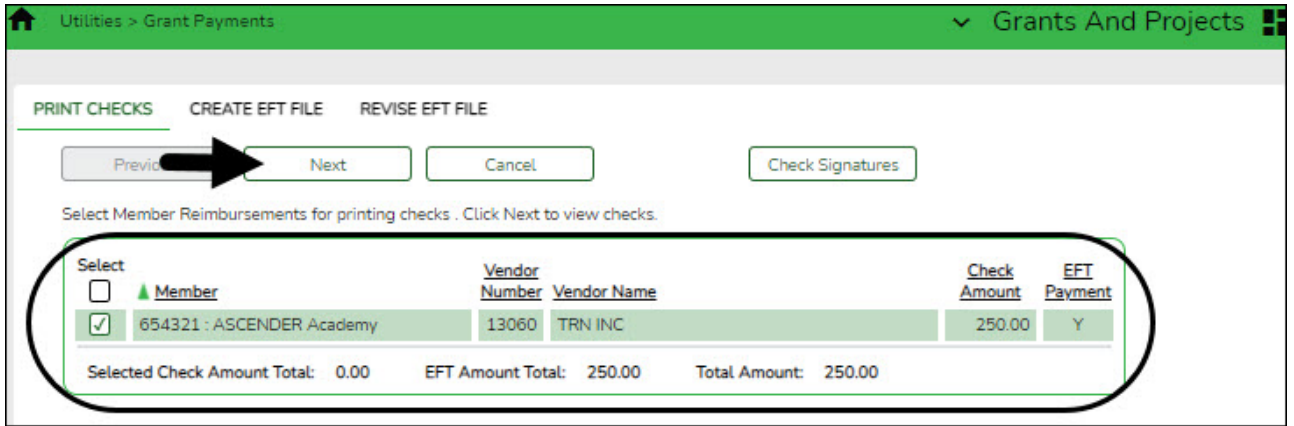 Utilities > Grant Payments
Grants And Projects
PRINT CHECKS CREATE EFT FILE REVISE EFT FILE
Next Cancel Check Signatures
Select Member Reimbursements for printing checks . Click Next to view checks.
Select Member Vendor Number Vendor Name Check Amount EFT Payment
654321 : ASCENDER Academy 13060 TRN INC 250.00 Y
Selected Check Amount Total: 0.00 EFT Amount Total: 250.00 Total Amount: 250.00